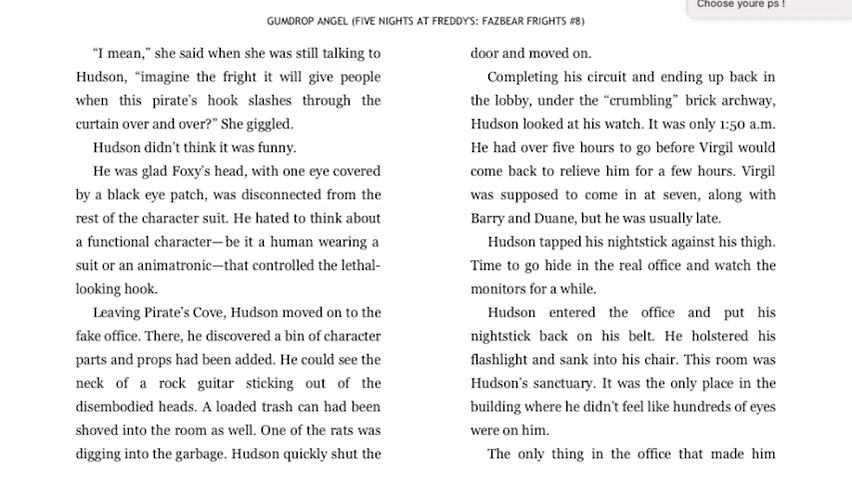 Choose youre ps !
GUMDROP ANGEL (FIVE NIGHTS AT FREDDY'S: FAZBEAR FRIGHTS #8)
“I mean,” she said when she was still talking to
Hudson, “imagine the fright it will give people
when this pirate’s hook slashes through the
curtain over and over?” She giggled.
Hudson didn’t think it was funny.
He was glad Foxy’s head, with one eye covered
by a black eye patch, was disconnected from the
rest of the character suit. He hated to think about
a functional character—be it a human wearing a
suit or an animatronic—that controlled the lethal-
looking hook.
Leaving Pirate’s Cove, Hudson moved on to the
fake office. There, he discovered a bin of character
parts and props had been added. He could see the
neck of a rock guitar sticking out of the
disembodied heads. A loaded trash can had been
shoved into the room as well. One of the rats was
digging into the garbage. Hudson quickly shut the
door and moved on.
Completing his circuit and ending up back in
the lobby, under the “crumbling” brick archway,
Hudson looked at his watch. It was only 1:50 a.m.
He had over five hours to go before Virgil would
come back to relieve him for a few hours. Virgil
was supposed to come in at seven, along with
Barry and Duane, but he was usually late.
Hudson tapped his nightstick against his thigh.
Time to go hide in the real office and watch the
monitors for a while.
Hudson entered the office and put his
nightstick back on his belt. He holstered his
flashlight and sank into his chair. This room was
Hudson’s sanctuary. It was the only place in the
building where he didn’t feel like hundreds of eyes
were on him.
The only thing in the office that made him